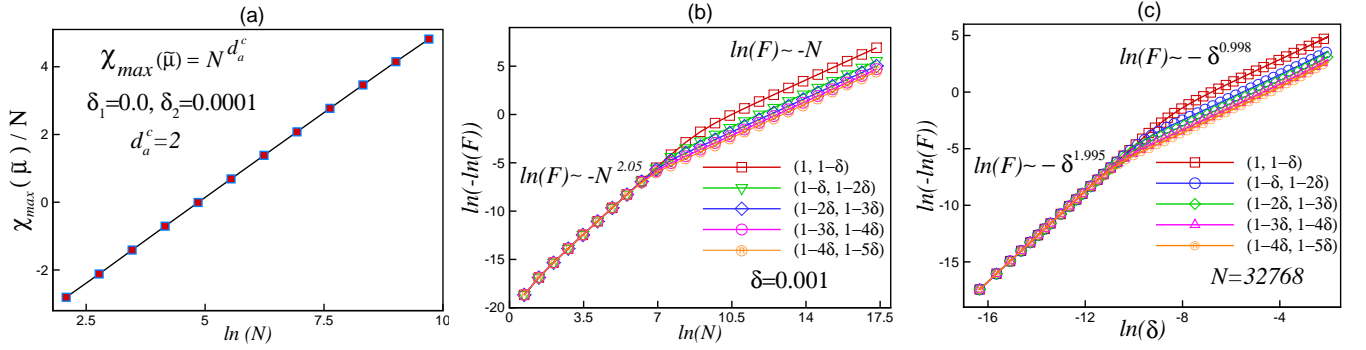 (a)
χmax(μ̃) / N
χmax(μ̃) = N^{d_a^c}
δ1=0.0, δ2=0.0001
d_a^c=2
4
2
0
-2
2.5
5
7.5
10
ln (N)
(b)
ln(-ln(F))
ln(F)~ -N
ln(F)~ -N^{2.05}
(1, 1−δ)
(1−δ, 1−2δ)
(1−2δ, 1−3δ)
(1−3δ, 1−4δ)
(1−4δ, 1−5δ)
δ=0.001
10
5
0
-5
-10
-15
-20
0
3.5
7
10.5
14
17.5
ln(N)
(c)
ln(-ln(F))
ln(F)~ − δ^{0.998}
ln(F)~ − δ^{1.995}
(1, 1−δ)
(1−δ, 1−2δ)
(1−2δ, 1−3δ)
(1−3δ, 1−4δ)
(1−4δ, 1−5δ)
N=32768
5
0
-5
-10
-15
-16
-12
-8
-4
ln(δ)